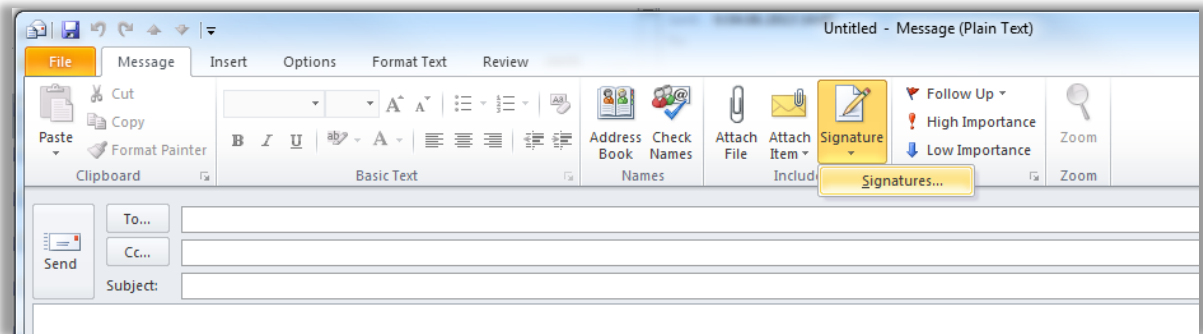 Untitled - Message (Plain Text)
File Message Insert Options Format Text Review
Paste
Cut
Copy
Format Painter
Clipboard
B I U
Basic Text
Address Book
Check Names
Names
Attach File
Attach Item
Signature
Signatures...
Includ
Follow Up
High Importance
Low Importance
Zoom
Zoom
Send
To...
Cc...
Subject: